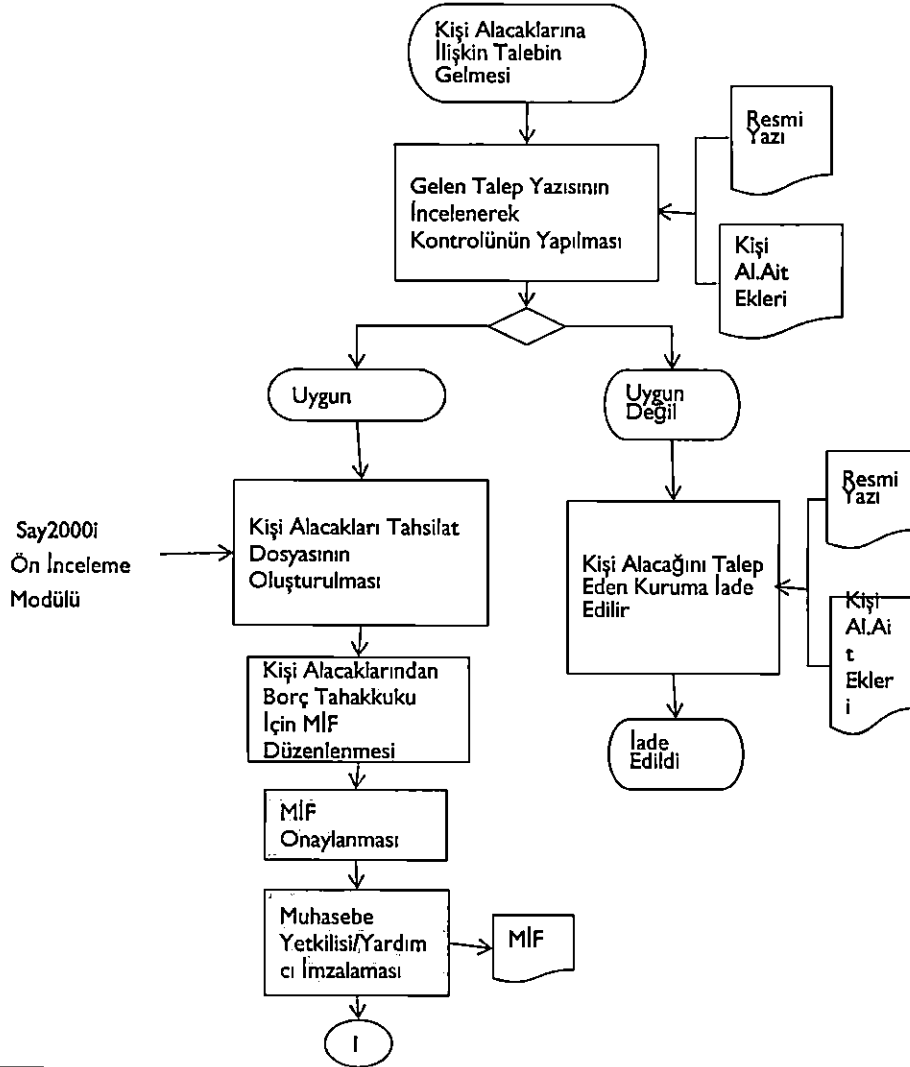 Kişi Alacaklarına
İlişkin Talebin
Gelmesi
Resmi
Yazı
Gelen Talep Yazısının
İncelenerek
Kontrolünün Yapılması
Kişi
Al.Ait
Ekleri
Uygun
Uygun
Değil
Say2000i
Ön İnceleme
Modülü
Kişi Alacakları Tahsilat
Dosyasının
Oluşturulması
Resmi
Yazı
Kişi Alacağını Talep
Eden Kuruma İade
Edilir
Kişi
Al.Ai
t
Ekler
i
Kişi Alacaklarından
Borç Tahakkuku
İçin MİF
Düzenlenmesi
İade
Edildi
MİF
Onaylanması
Muhasebe
Yetkilisi/Yardım
cı İmzalaması
MİF
I